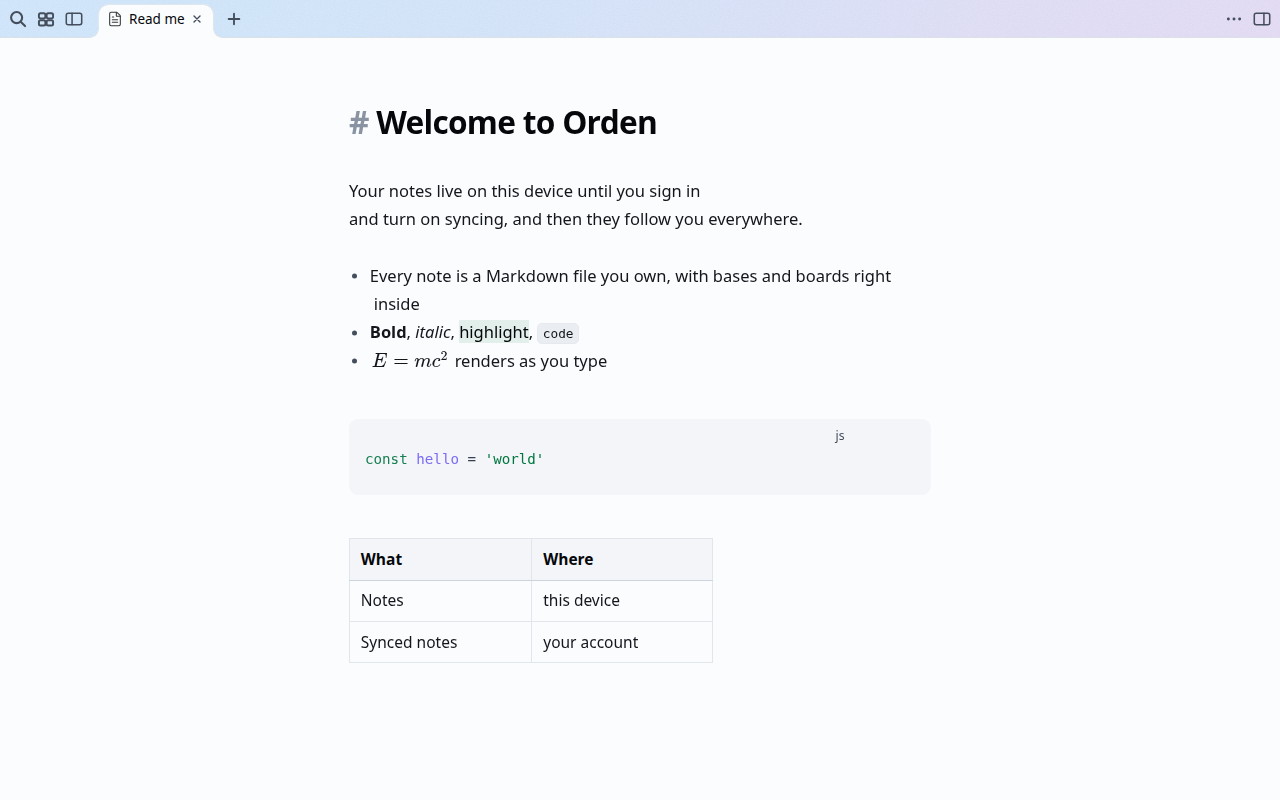 Read me
# Welcome to Orden
Your notes live on this device until you sign in
and turn on syncing, and then they follow you everywhere.
• Every note is a Markdown file you own, with bases and boards right
inside
• Bold, italic, highlight, code
• E = mc² renders as you type
js
const hello = 'world'
What Where
Notes this device
Synced notes your account